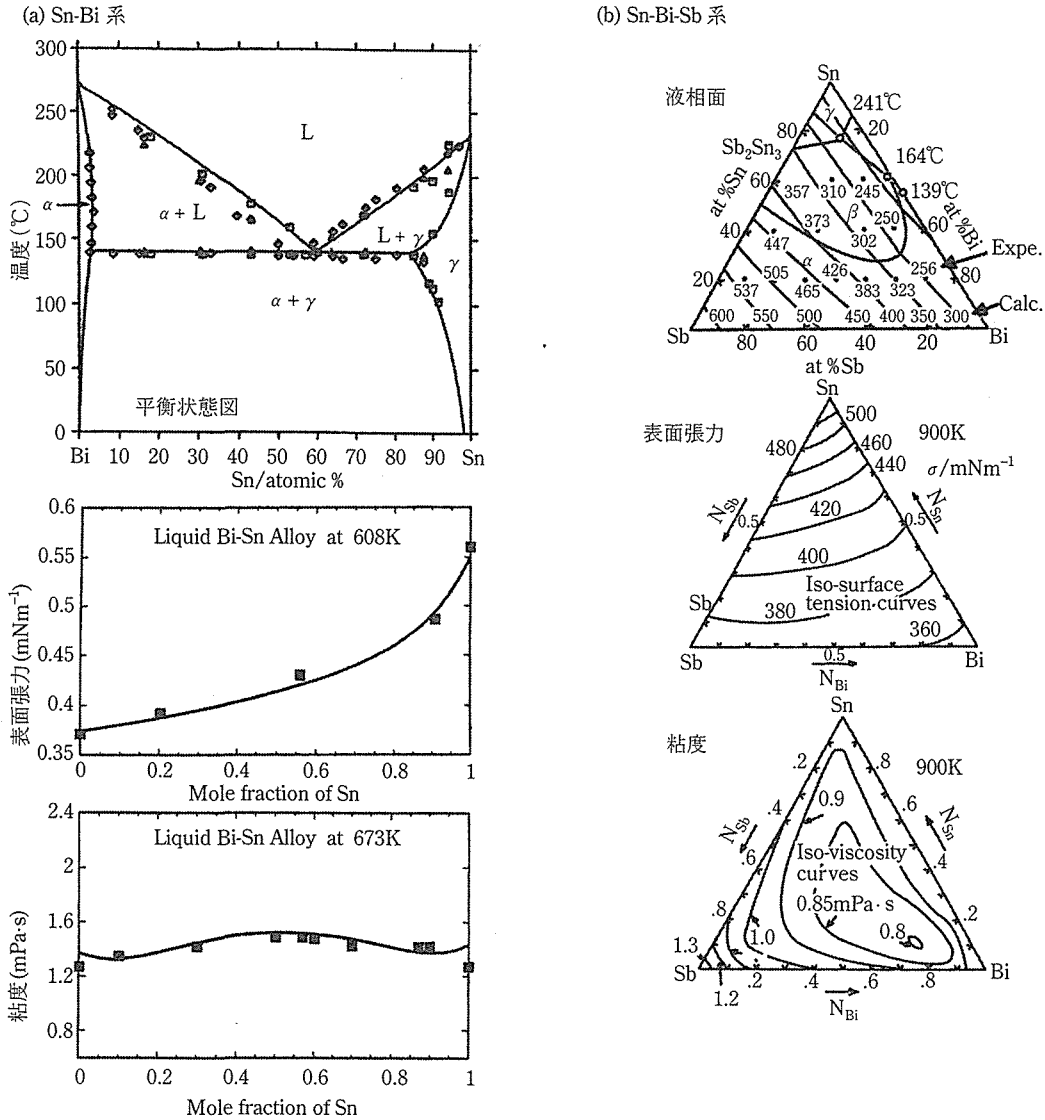 (a) Sn-Bi 系
300
250
200
150
100
50
0
温度(℃)
L
α
α + L
L + γ
γ
α + γ
平衡状態図
Bi 10 20 30 40 50 60 70 80 90 Sn
Sn/atomic %
0.6
0.55
0.5
0.45
0.4
0.35
表面張力(mNm⁻¹)
Liquid Bi-Sn Alloy at 608K
0 0.2 0.4 0.6 0.8 1
Mole fraction of Sn
2.4
2
1.6
1.2
0.8
粘度(mPa·s)
Liquid Bi-Sn Alloy at 673K
0 0.2 0.4 0.6 0.8 1
Mole fraction of Sn
(b) Sn-Bi-Sb 系
液相面
Sn
241℃
γ
80 20
Sb₂Sn₃
164℃
60 357 310 245 139℃
at %Sn
at %Bi
373 β 250 60
40 447 302
Expe.
α 426 256 80
20 505 383 323
537 465
Calc.
600 550 500 450 400 350 300
Sb Bi
80 60 40 20
at %Sb
表面張力
Sn
500
480 460
440
900K
σ/mNm⁻¹
N_Sb
N_Sn
420
0.5 0.5
400
Iso-surface
tension·curves
Sb
380
360
Sb 0.5 Bi
N_Bi
粘度
Sn
.2 .8
900K
.4 0.9 .6
N_Sb
N_Sn
.6 Iso-viscosity .4
curves
0.85mPa·s
.8 .2
1.0 0.8
1.3
Sb Bi
1.2 .2 .4 .6 .8
N_Bi